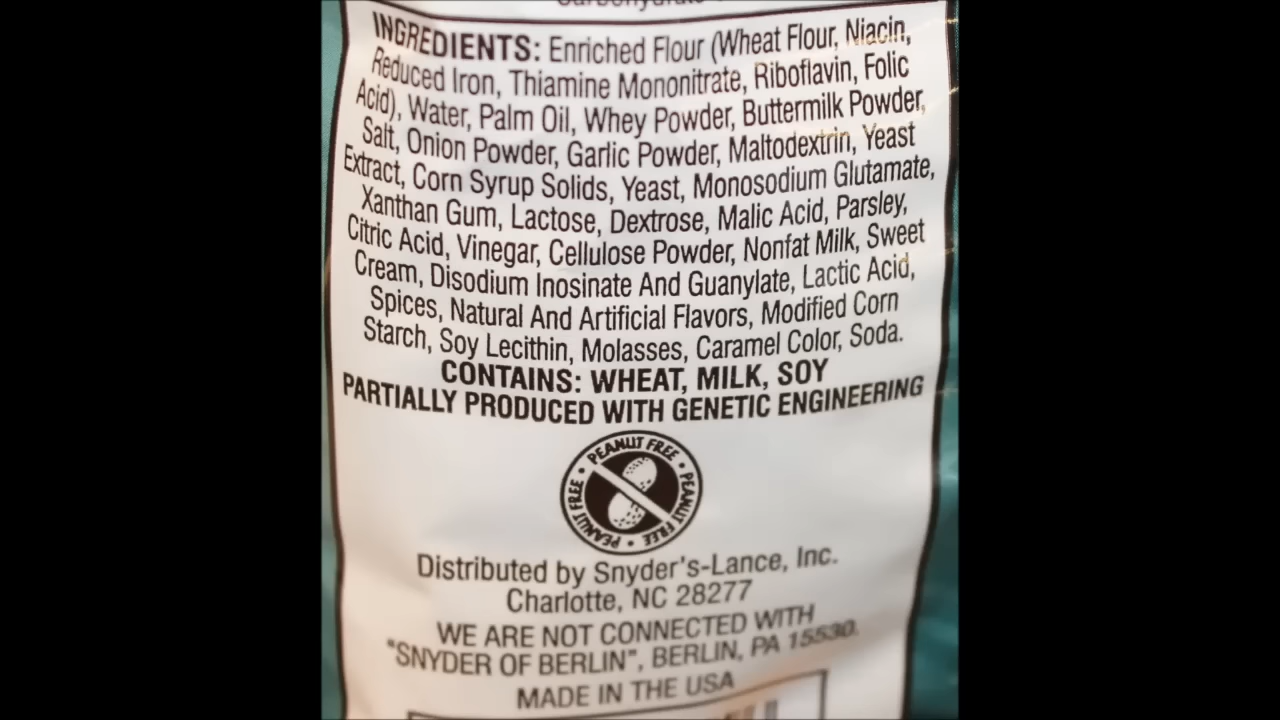 INGREDIENTS: Enriched Flour (Wheat Flour, Niacin,
Reduced Iron, Thiamine Mononitrate, Riboflavin, Folic
Acid), Water, Palm Oil, Whey Powder, Buttermilk Powder,
Salt, Onion Powder, Garlic Powder, Maltodextrin, Yeast
Extract, Corn Syrup Solids, Yeast, Monosodium Glutamate,
Xanthan Gum, Lactose, Dextrose, Malic Acid, Parsley,
Citric Acid, Vinegar, Cellulose Powder, Nonfat Milk, Sweet
Cream, Disodium Inosinate And Guanylate, Lactic Acid,
Spices, Natural And Artificial Flavors, Modified Corn
Starch, Soy Lecithin, Molasses, Caramel Color, Soda.
CONTAINS: WHEAT, MILK, SOY
PARTIALLY PRODUCED WITH GENETIC ENGINEERING
PEANUT FREE • PEANUT FREE • PEANUT FREE • PEANUT FREE •
Distributed by Snyder's-Lance, Inc.
Charlotte, NC 28277
WE ARE NOT CONNECTED WITH
"SNYDER OF BERLIN", BERLIN, PA 15530.
MADE IN THE USA